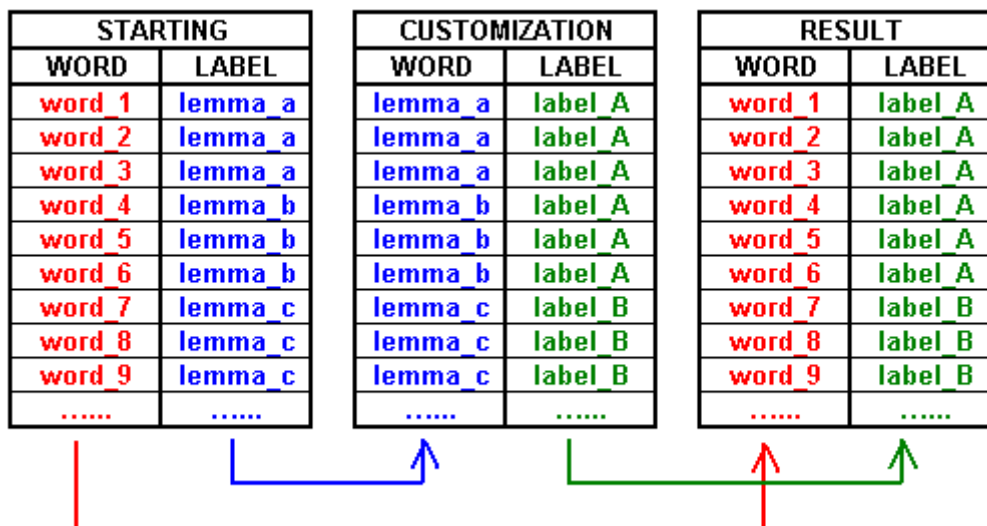 STARTING CUSTOMIZATION RESULT
WORD LABEL WORD LABEL WORD LABEL
word_1 lemma_a lemma_a label_A word_1 label_A
word_2 lemma_a lemma_a label_A word_2 label_A
word_3 lemma_a lemma_a label_A word_3 label_A
word_4 lemma_b lemma_b label_A word_4 label_A
word_5 lemma_b lemma_b label_A word_5 label_A
word_6 lemma_b lemma_b label_A word_6 label_A
word_7 lemma_c lemma_c label_B word_7 label_B
word_8 lemma_c lemma_c label_B word_8 label_B
word_9 lemma_c lemma_c label_B word_9 label_B
...... ...... ...... ...... ...... ......